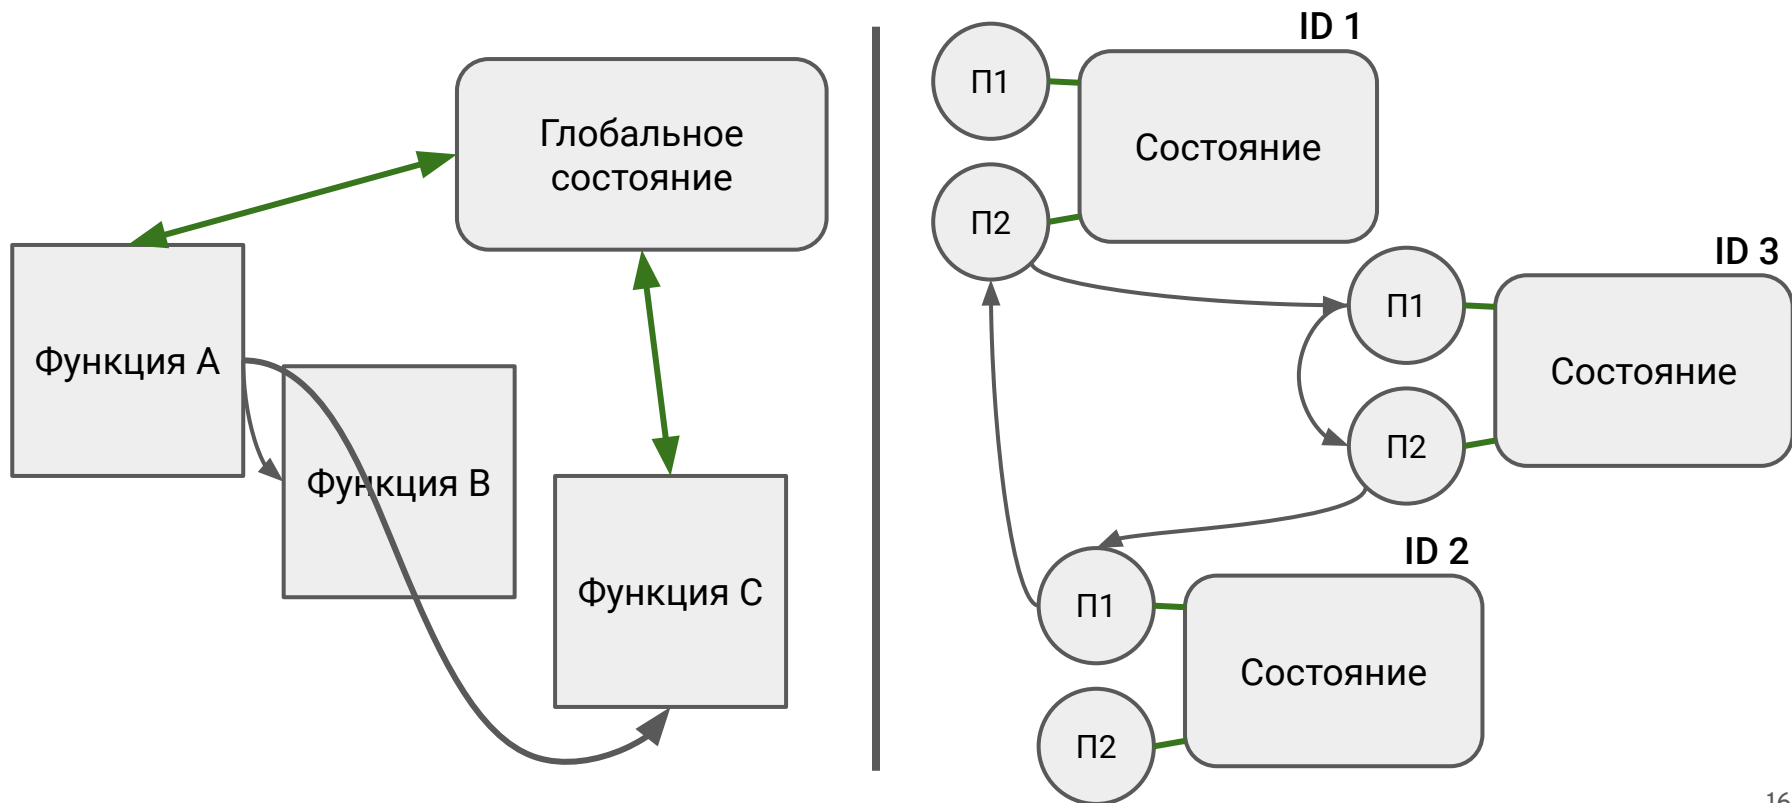 Глобальное
состояние
Функция A
Функция B
Функция C
ID 1
П1
Состояние
П2
ID 3
П1
Состояние
П2
ID 2
П1
Состояние
П2
16